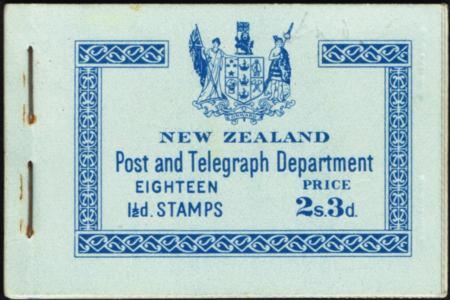 NEW ZEALAND
Post and Telegraph Department
EIGHTEEN PRICE
1½d. STAMPS 2s.3d.